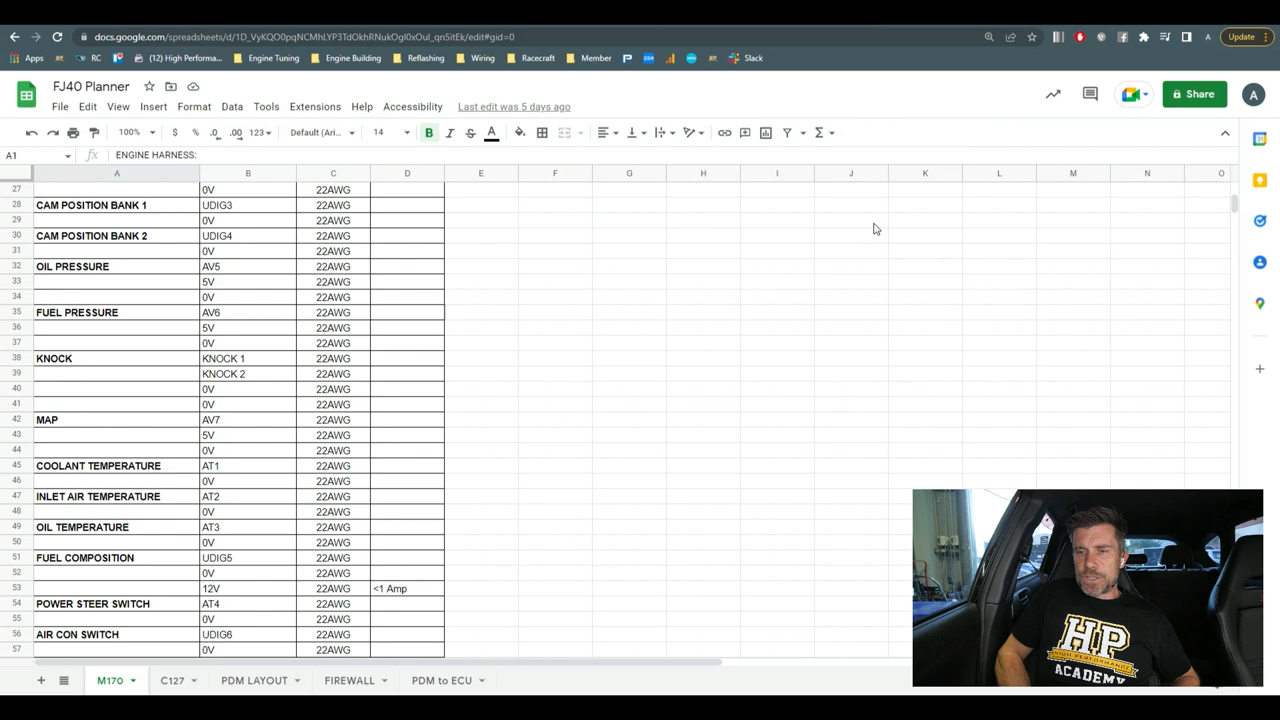 docs.google.com/spreadsheets/d/1D_VyKQO0pqNCMhLYP3TdOkhRNukOgl0xOul_qn5itEk/edit#gid=0
A
Update
Apps
RC
(12) High Performa...
Engine Tuning
Engine Building
Reflashing
Wiring
Racecraft
Member
Slack
FJ40 Planner
File Edit View Insert Format Data Tools Extensions Help Accessibility Last edit was 5 days ago
Share
A
100% $ % .0 .00 123 Default (Ari... 14 B I S A
A1 fx ENGINE HARNESS:
A B C D E F G H I J K L M N O
27 0V 22AWG
28 CAM POSITION BANK 1 UDIG3 22AWG
29 0V 22AWG
30 CAM POSITION BANK 2 UDIG4 22AWG
31 0V 22AWG
32 OIL PRESSURE AV5 22AWG
33 5V 22AWG
34 0V 22AWG
35 FUEL PRESSURE AV6 22AWG
36 5V 22AWG
37 0V 22AWG
38 KNOCK KNOCK 1 22AWG
39 KNOCK 2 22AWG
40 0V 22AWG
41 0V 22AWG
42 MAP AV7 22AWG
43 5V 22AWG
44 0V 22AWG
45 COOLANT TEMPERATURE AT1 22AWG
46 0V 22AWG
47 INLET AIR TEMPERATURE AT2 22AWG
48 0V 22AWG
49 OIL TEMPERATURE AT3 22AWG
50 0V 22AWG
51 FUEL COMPOSITION UDIG5 22AWG
52 0V 22AWG
53 12V 22AWG <1 Amp
54 POWER STEER SWITCH AT4 22AWG
55 0V 22AWG
56 AIR CON SWITCH UDIG6 22AWG
57 0V 22AWG
M170 C127 PDM LAYOUT FIREWALL PDM to ECU
HP
HIGH PERFORMANCE
ACADEMY